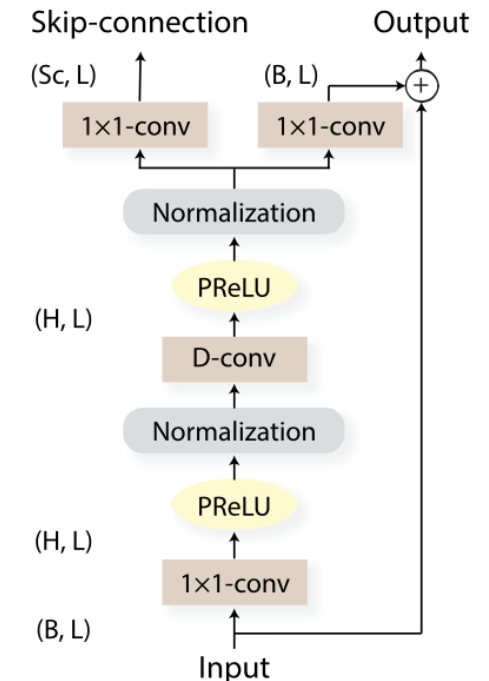 Skip-connection Output
(Sc, L) (B, L)
+
1×1-conv 1×1-conv
Normalization
PReLU
(H, L)
D-conv
Normalization
PReLU
(H, L)
1×1-conv
(B, L)
Input